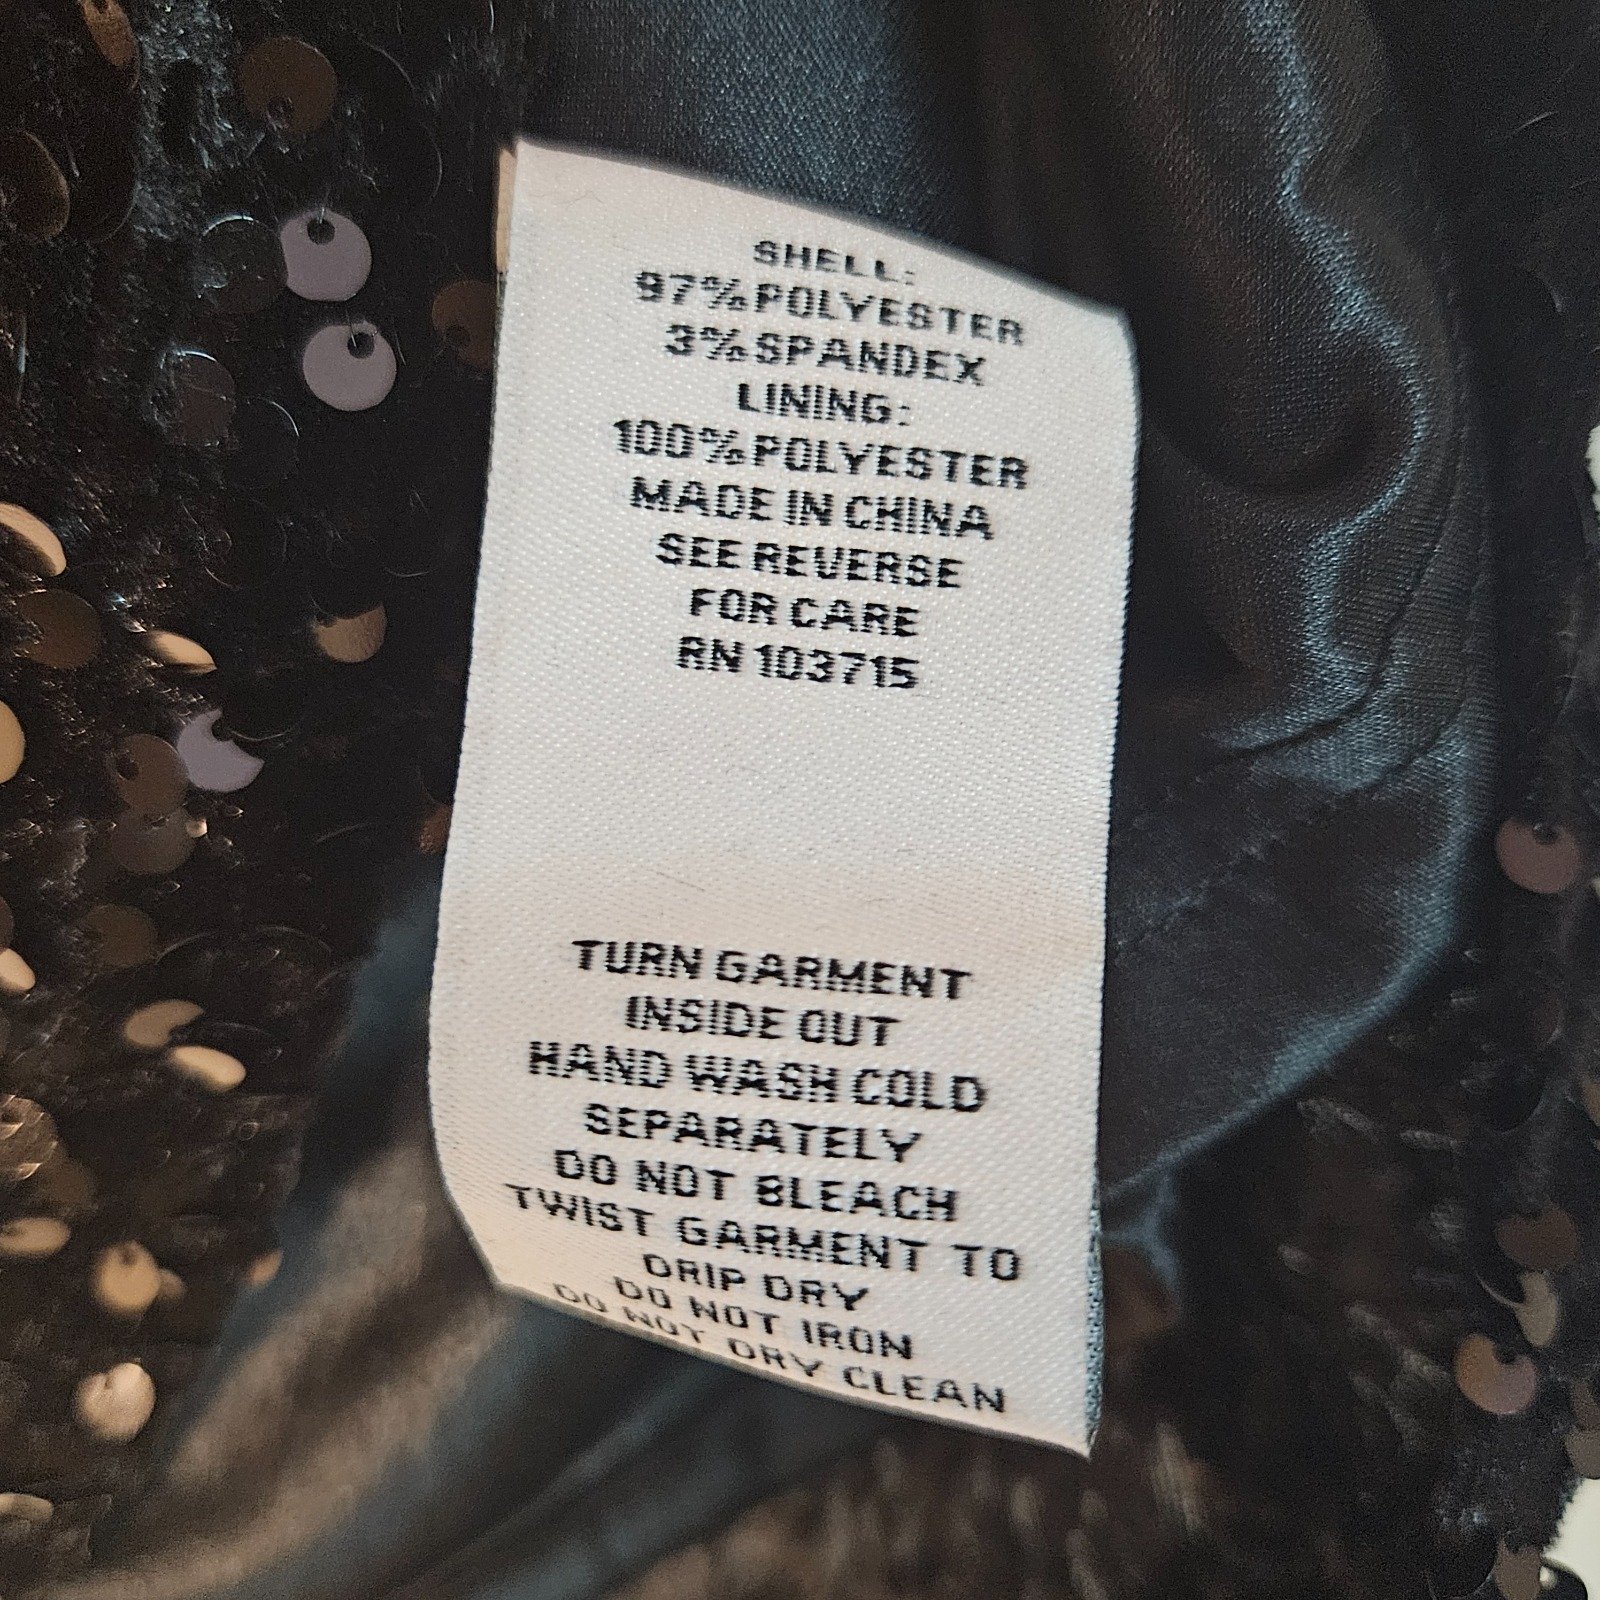 SHELL:
97% POLYESTER
3% SPANDEX
LINING:
100% POLYESTER
MADE IN CHINA
SEE REVERSE
FOR CARE
RN 103715
TURN GARMENT
INSIDE OUT
HAND WASH COLD
SEPARATELY
DO NOT BLEACH
TWIST GARMENT TO
DRIP DRY
DO NOT IRON
DO NOT DRY CLEAN